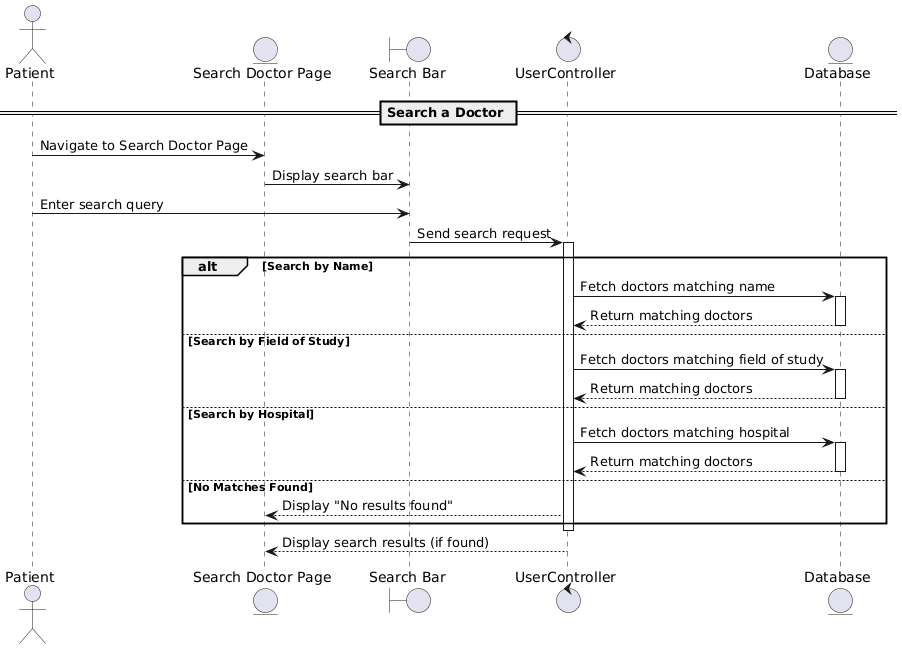 Patient
Search Doctor Page
Search Bar
UserController
Database
Search a Doctor
Navigate to Search Doctor Page
Display search bar
Enter search query
Send search request
alt [Search by Name]
Fetch doctors matching name
Return matching doctors
[Search by Field of Study]
Fetch doctors matching field of study
Return matching doctors
[Search by Hospital]
Fetch doctors matching hospital
Return matching doctors
[No Matches Found]
Display "No results found"
Display search results (if found)
Patient
Search Doctor Page
Search Bar
UserController
Database